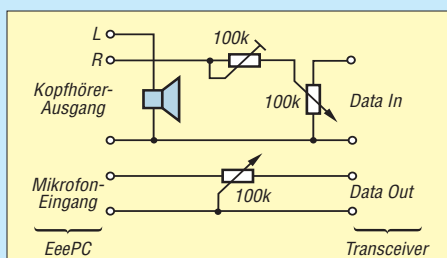 L
R
100k
Kopfhörer-
Ausgang
100k
Data In
Mikrofon-
Eingang
100k
Data Out
EeePC
Transceiver